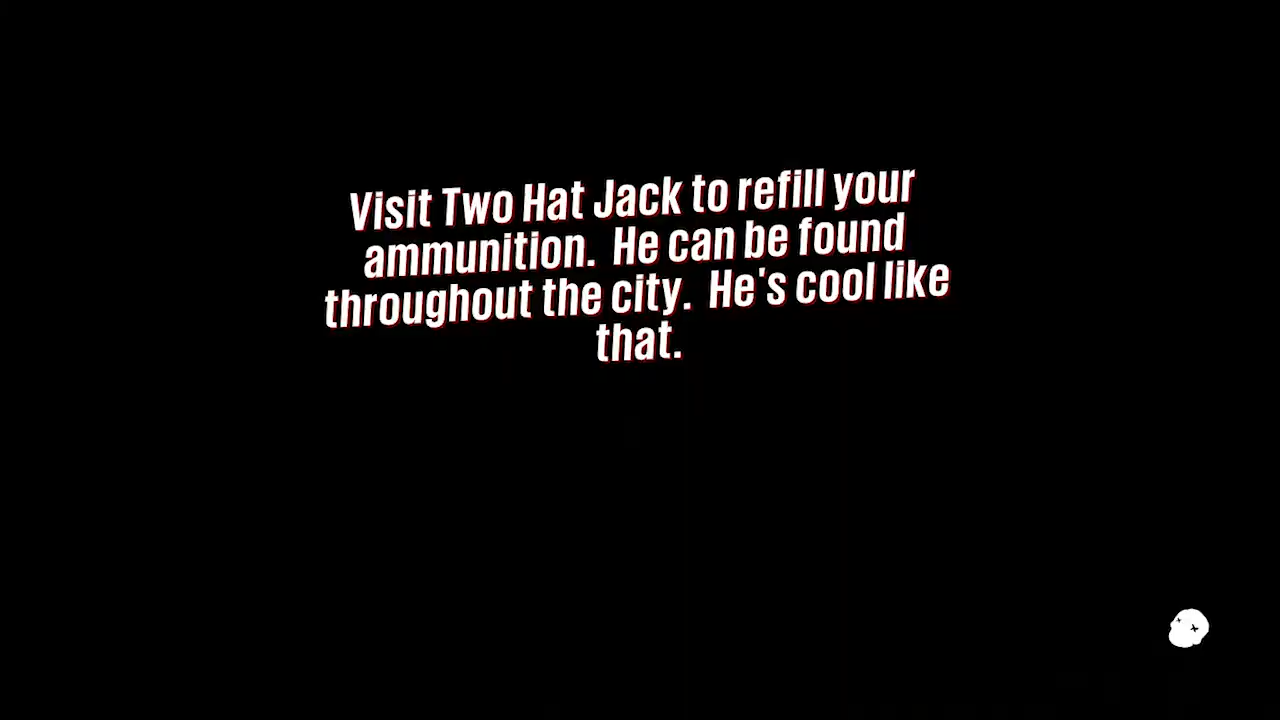 Visit Two Hat Jack to refill your
ammunition.  He can be found
throughout the city.  He's cool like
that.